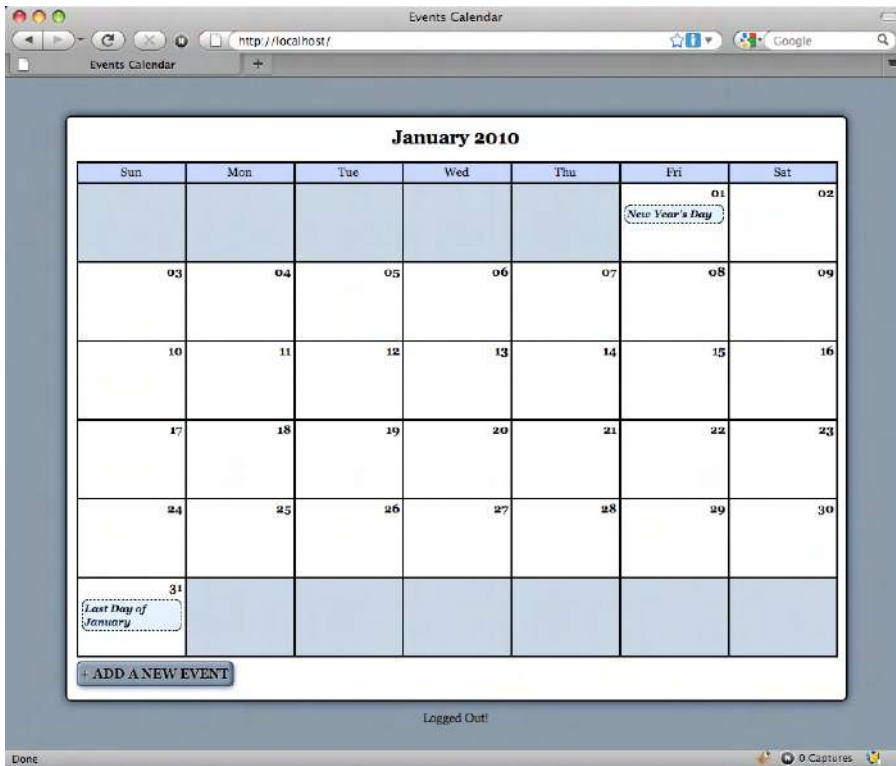 Events Calendar
http://localhost/
Google
Events Calendar
+
January 2010
Sun Mon Tue Wed Thu Fri Sat
01 02
New Year's Day
03 04 05 06 07 08 09
10 11 12 13 14 15 16
17 18 19 20 21 22 23
24 25 26 27 28 29 30
31
Last Day of
January
+ ADD A NEW EVENT
Logged Out!
Done 0 Captures